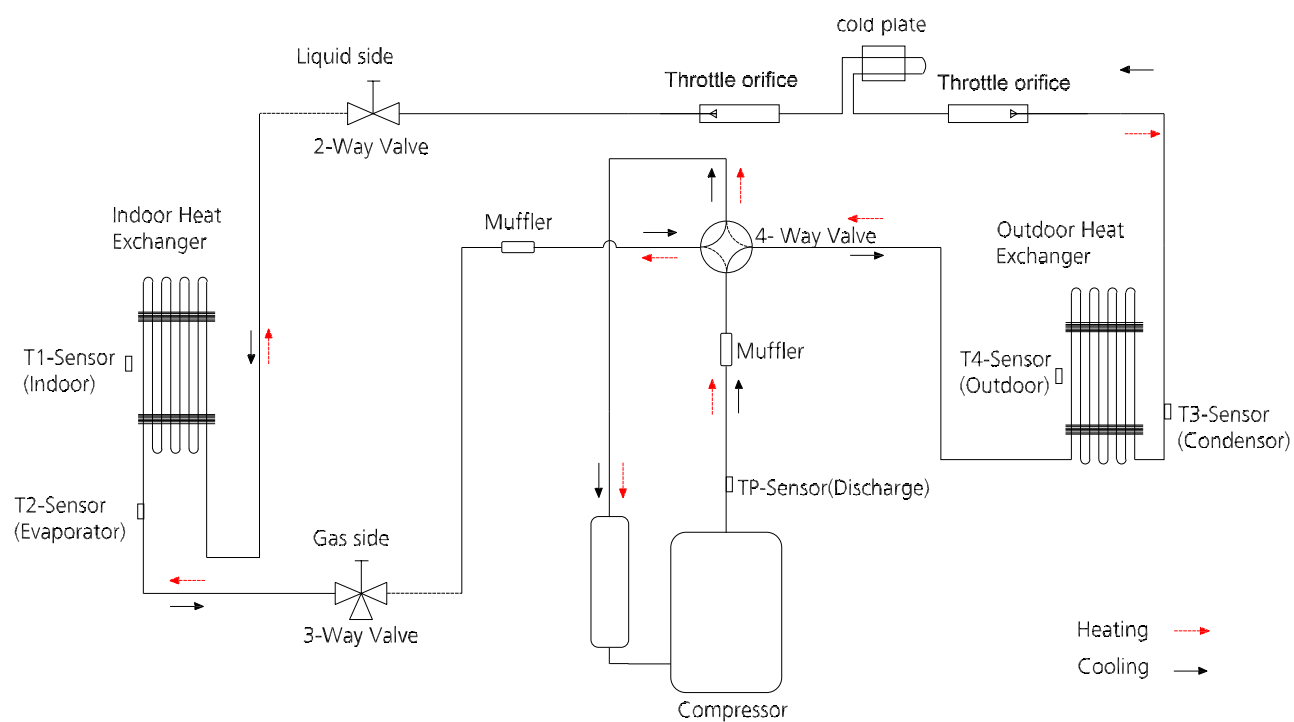 cold plate
Liquid side
Throttle orifice
Throttle orifice
2-Way Valve
Indoor Heat
Exchanger
Muffler
4- Way Valve
Outdoor Heat
Exchanger
T1-Sensor
(Indoor)
Muffler
T4-Sensor
(Outdoor)
T3-Sensor
(Condensor)
T2-Sensor
(Evaporator)
TP-Sensor(Discharge)
Gas side
3-Way Valve
Heating
Cooling
Compressor